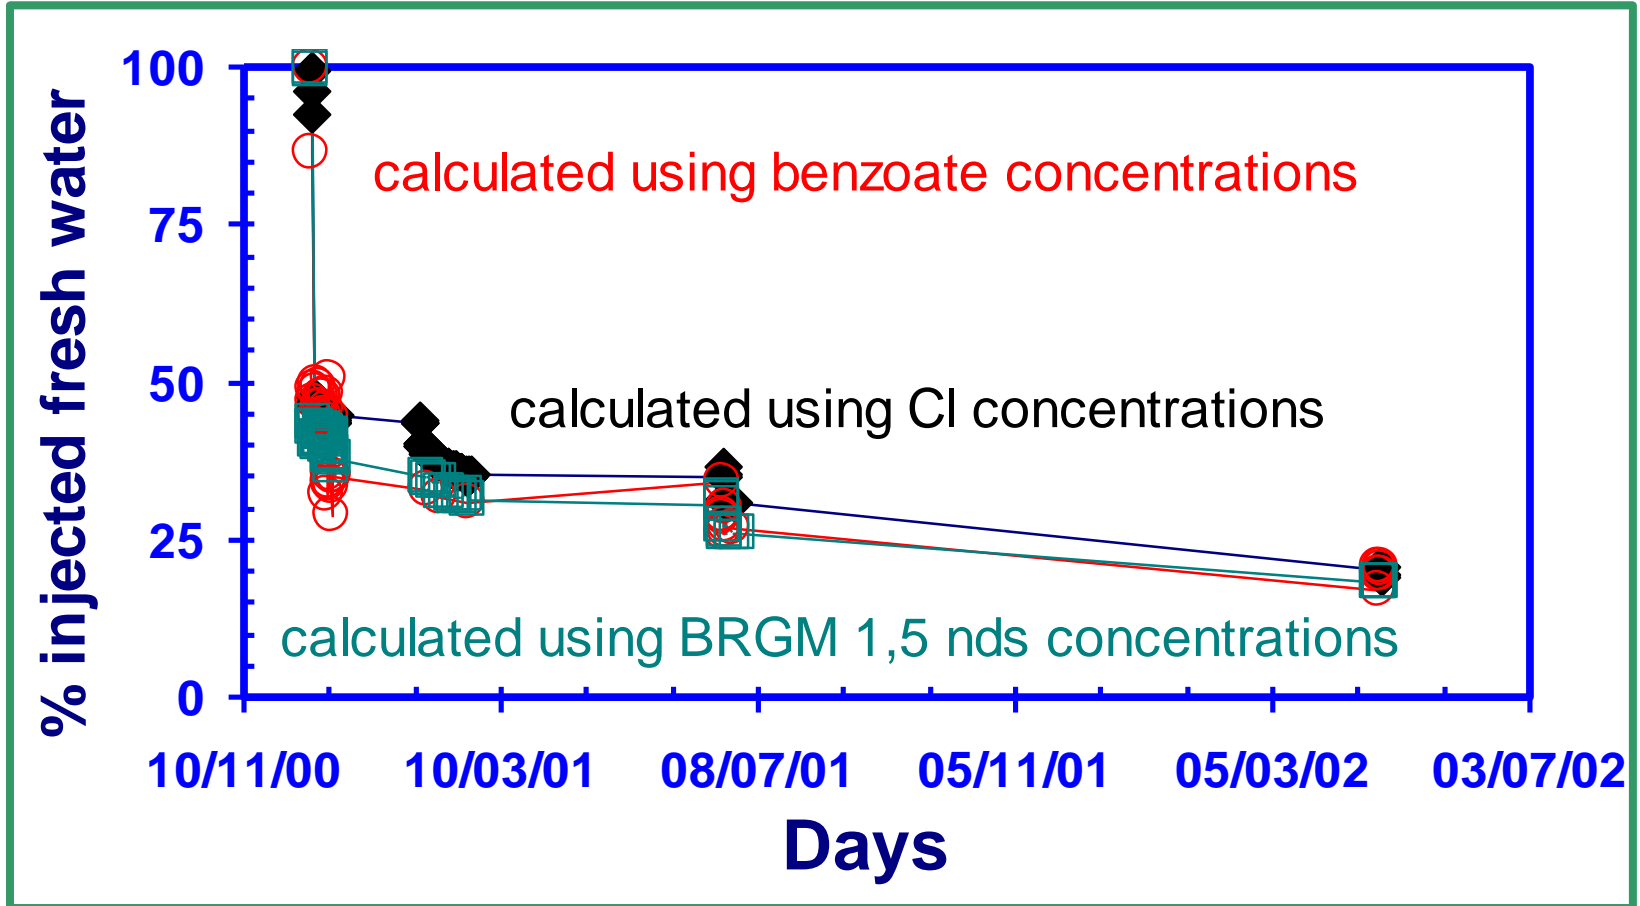 % injected fresh water
100
75
50
25
0
calculated using benzoate concentrations
calculated using Cl concentrations
calculated using BRGM 1,5 nds concentrations
10/11/00 10/03/01 08/07/01 05/11/01 05/03/02 03/07/02
Days